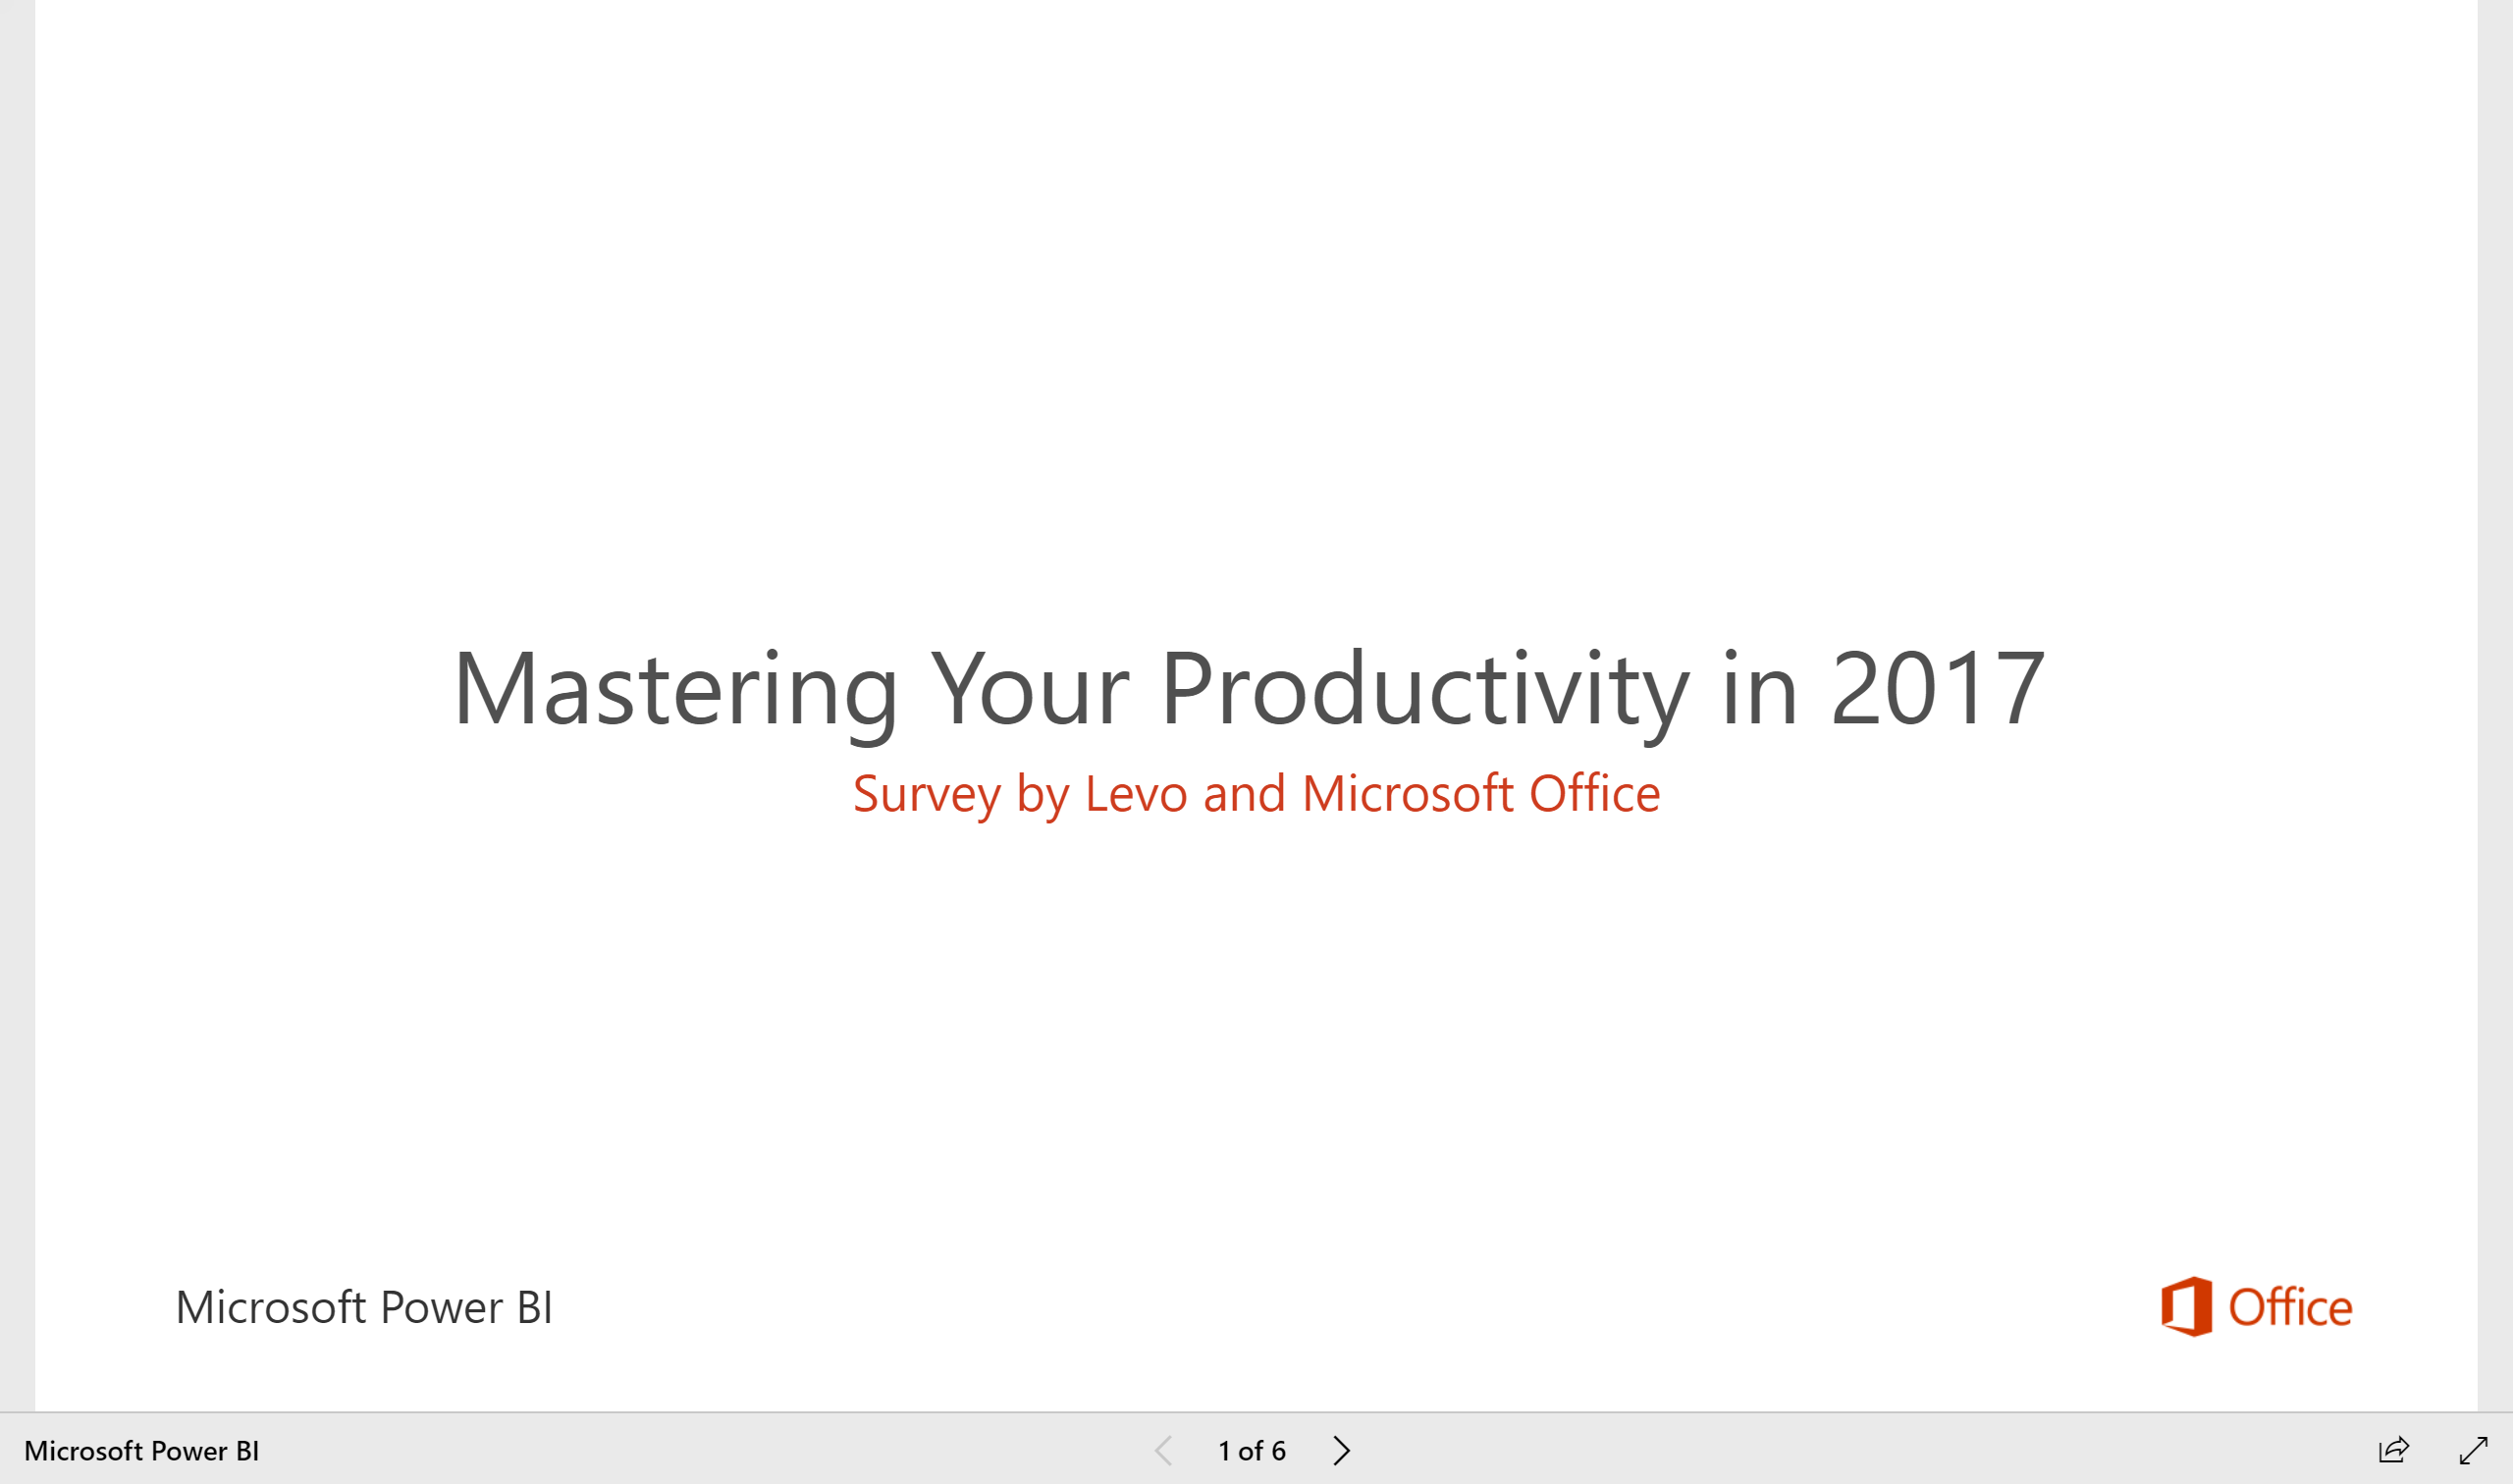 Mastering Your Productivity in 2017
Survey by Levo and Microsoft Office
Microsoft Power BI
Office
Microsoft Power BI
1 of 6